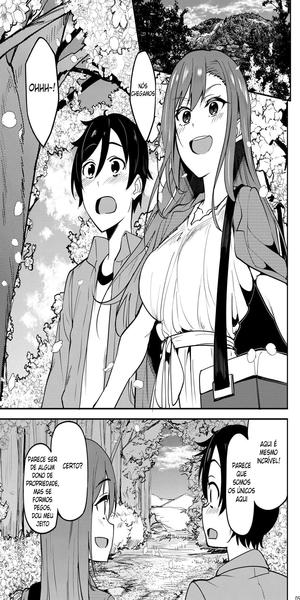 NÓS
CHEGAMOS
OHHH~!
AQUI É
MESMO
INCRÍVEL!
PARECE
QUE SOMOS
OS ÚNICOS
AQUI
CERTO?
PARECE SER
DE ALGUM
DONO DE
PROPRIEDADE,
MAS SE
FORMOS
PEGOS,
DOU MEU
JEITO
05